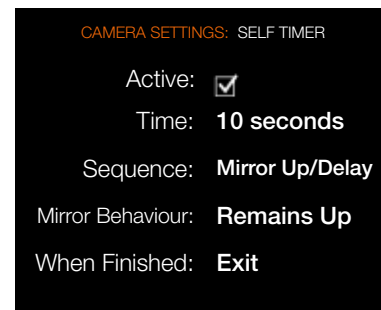 CAMERA SETTINGS: SELF TIMER
Active:
Time: 10 seconds
Sequence: Mirror Up/Delay
Mirror Behaviour: Remains Up
When Finished: Exit